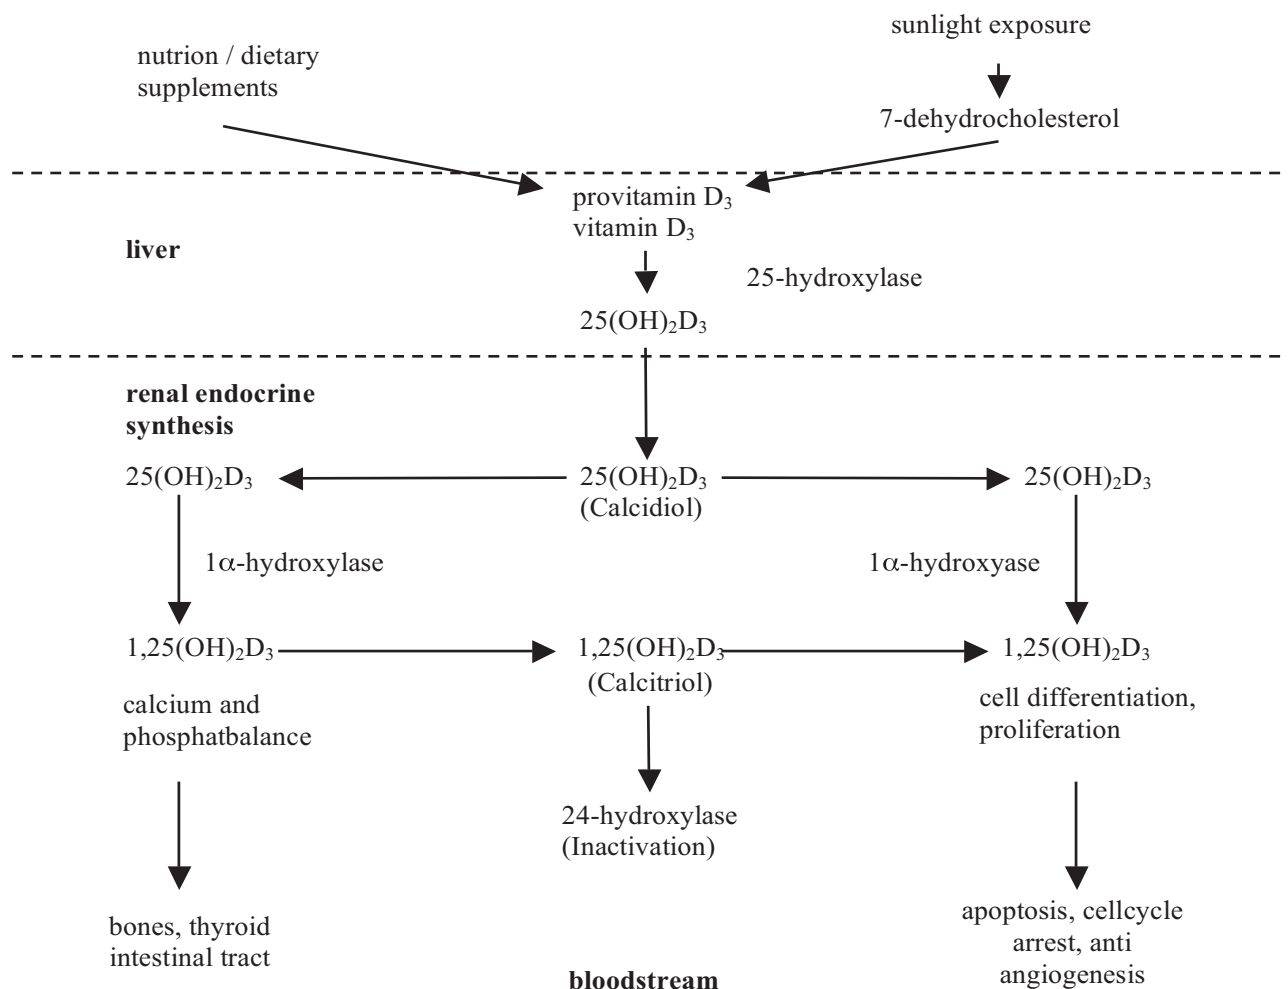 sunlight exposure
nutrion / dietary
supplements
7-dehydrocholesterol
provitamin D₃
vitamin D₃
liver
25-hydroxylase
25(OH)₂D₃
renal endocrine
synthesis
25(OH)₂D₃
25(OH)₂D₃
(Calcidiol)
25(OH)₂D₃
1α-hydroxylase
1α-hydroxyase
1,25(OH)₂D₃
1,25(OH)₂D₃
(Calcitriol)
1,25(OH)₂D₃
calcium and
phosphatbalance
cell differentiation,
proliferation
24-hydroxylase
(Inactivation)
bones, thyroid
intestinal tract
apoptosis, cellcycle
arrest, anti
angiogenesis
bloodstream